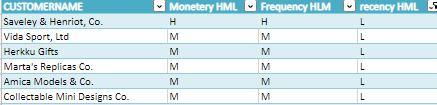 CUSTOMERNAME Monetery HML Frequency HLM recency HML
Saveley & Henriot, Co. H H L
Vida Sport, Ltd M M L
Herkku Gifts M M L
Marta's Replicas Co. M M L
Amica Models & Co. M M L
Collectable Mini Designs Co. M M L